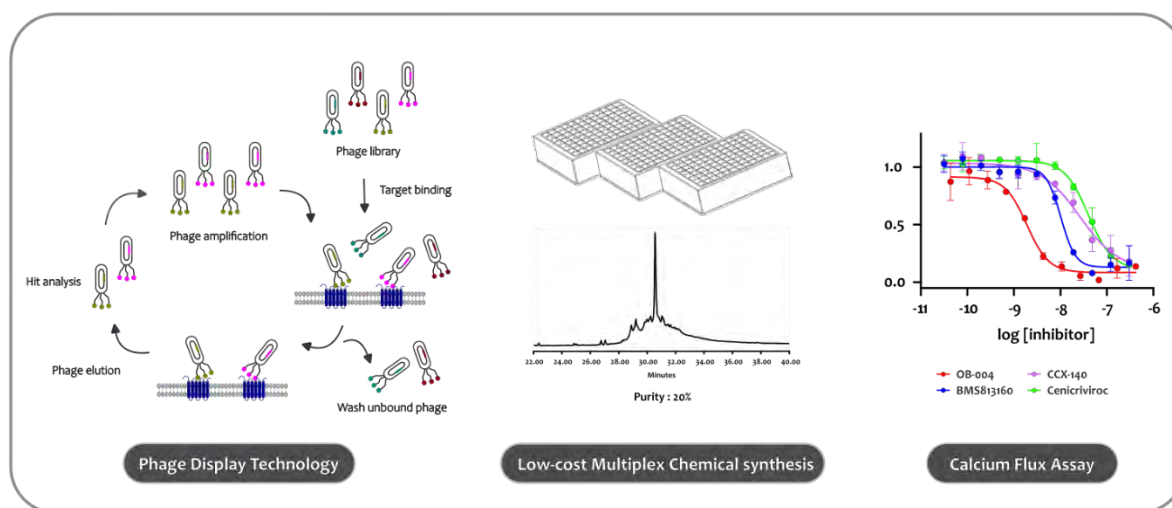 Phage library
Target binding
Phage amplification
Hit analysis
Phage elution
Wash unbound phage
Phage Display Technology
22.00 24.00 26.00 28.00 30.00 32.00 34.00 36.00 38.00 40.00
Minutes
Purity : 20%
Low-cost Multiplex Chemical synthesis
1.0
0.5
0.0
-11 -10 -9 -8 -7 -6
log [inhibitor]
OB-004 CCX-140
BMS813160 Cenicriviroc
Calcium Flux Assay